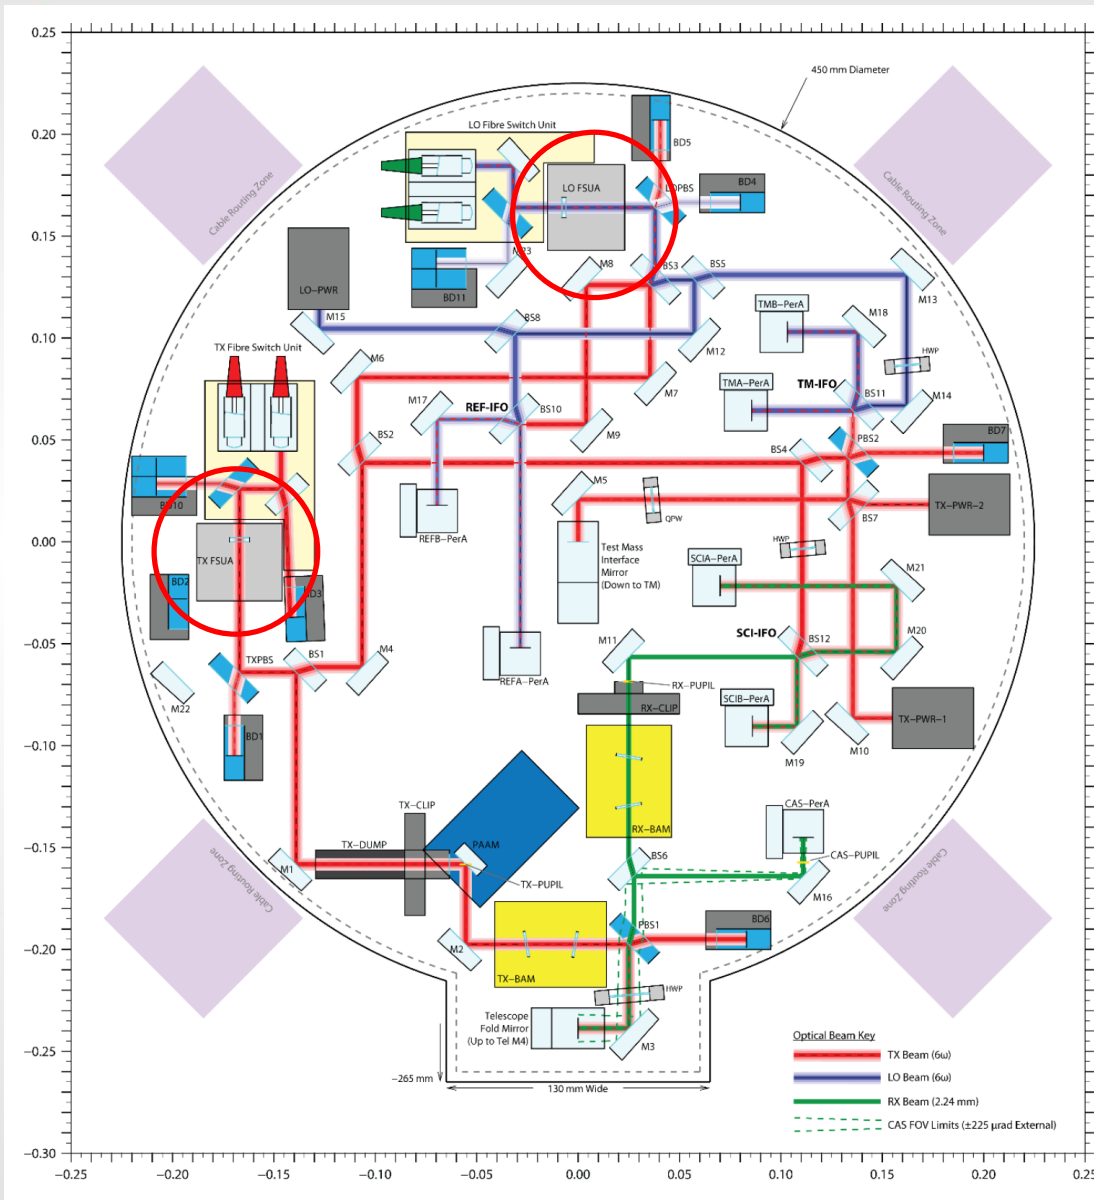 0.25
0.20
0.15
0.10
0.05
0.00
−0.05
−0.10
−0.15
−0.20
−0.25
−0.30
−0.25
−0.20
−0.15
−0.10
−0.05
0.00
0.05
0.10
0.15
0.20
0.25
450 mm Diameter
Cable Routing Zone
Cable Routing Zone
Cable Routing Zone
Cable Routing Zone
LO Fibre Switch Unit
LO FSUA
BD5
LOPBS
BD4
M23
BD11
M8
BS3
BS5
M13
LO−PWR
M15
BS8
M12
TMB−PerA
M18
HWP
TX Fibre Switch Unit
M6
M7
TMA−PerA
TM-IFO
BS11
M14
M17
REF-IFO
BS10
M9
BS2
BS4
PBS2
BD7
BD10
M5
QPW
BS7
TX−PWR−2
REFB−PerA
TX FSUA
Test Mass
Interface
Mirror
(Down to TM)
HWP
SCIA−PerA
M21
BD2
BD3
M20
SCI-IFO
BS12
M11
TXPBS
BS1
M4
REFA−PerA
RX−PUPIL
RX−CLIP
SCIB−PerA
TX−PWR−1
M22
BD1
M19
M10
TX−CLIP
TX−DUMP
PAAM
TX−PUPIL
M1
RX−BAM
CAS−PerA
CAS−PUPIL
BS6
M16
M2
TX−BAM
PBS1
BD6
HWP
Telescope
Fold Mirror
(Up to Tel M4)
M3
−265 mm
130 mm Wide
Optical Beam Key
TX Beam (6ω)
LO Beam (6ω)
RX Beam (2.24 mm)
CAS FOV Limits (±225 μrad External)